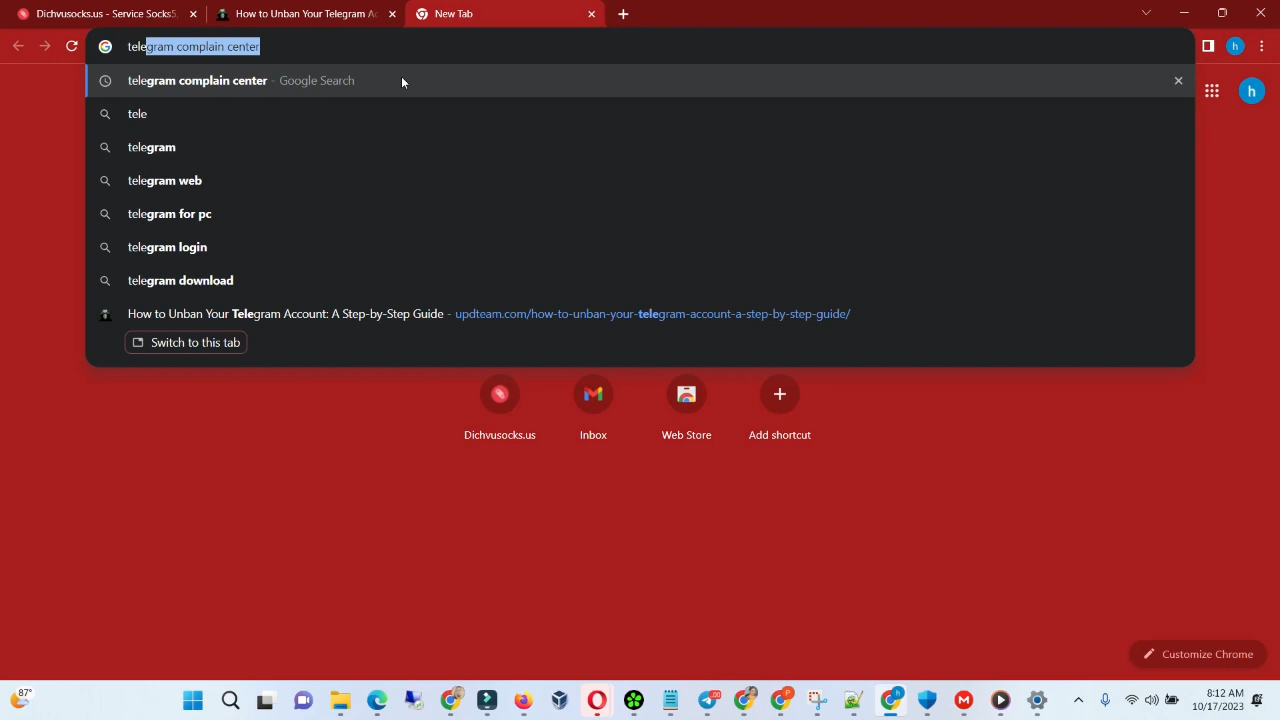 Dichvusocks.us - Service Socks5
How to Unban Your Telegram Ac
New Tab
telegram complain center
h
telegram complain center - Google Search
h
tele
telegram
telegram web
telegram for pc
telegram login
telegram download
How to Unban Your Telegram Account: A Step-by-Step Guide - updteam.com/how-to-unban-your-telegram-account-a-step-by-step-guide/
Switch to this tab
Dichvusocks.us
Inbox
Web Store
Add shortcut
Customize Chrome
87°
8:12 AM
10/17/2023